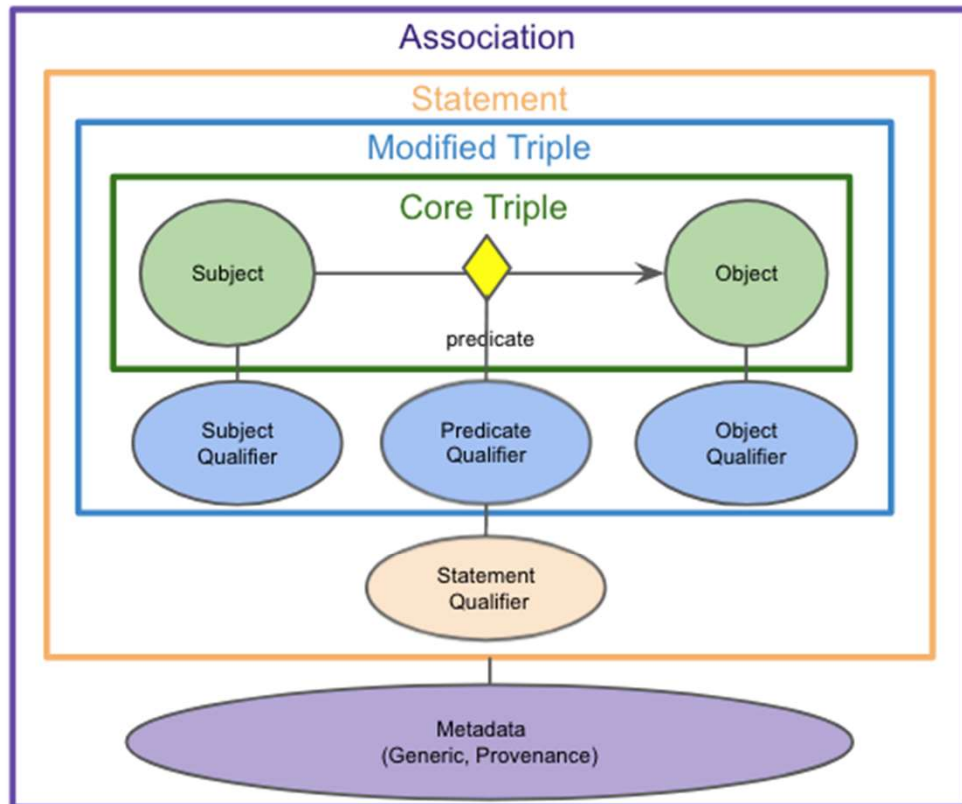 Association
Statement
Modified Triple
Core Triple
Subject
Object
predicate
Subject
Qualifier
Predicate
Qualifier
Object
Qualifier
Statement
Qualifier
Metadata
(Generic, Provenance)